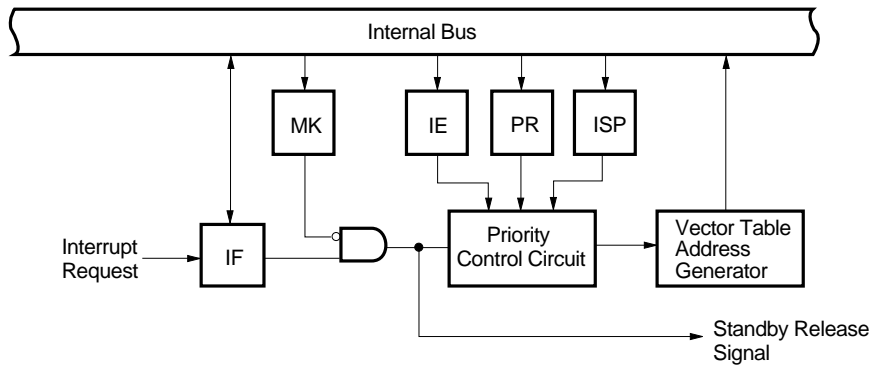 Internal Bus
MK
IE
PR
ISP
Interrupt
Request
IF
Priority
Control Circuit
Vector Table
Address
Generator
Standby Release
Signal